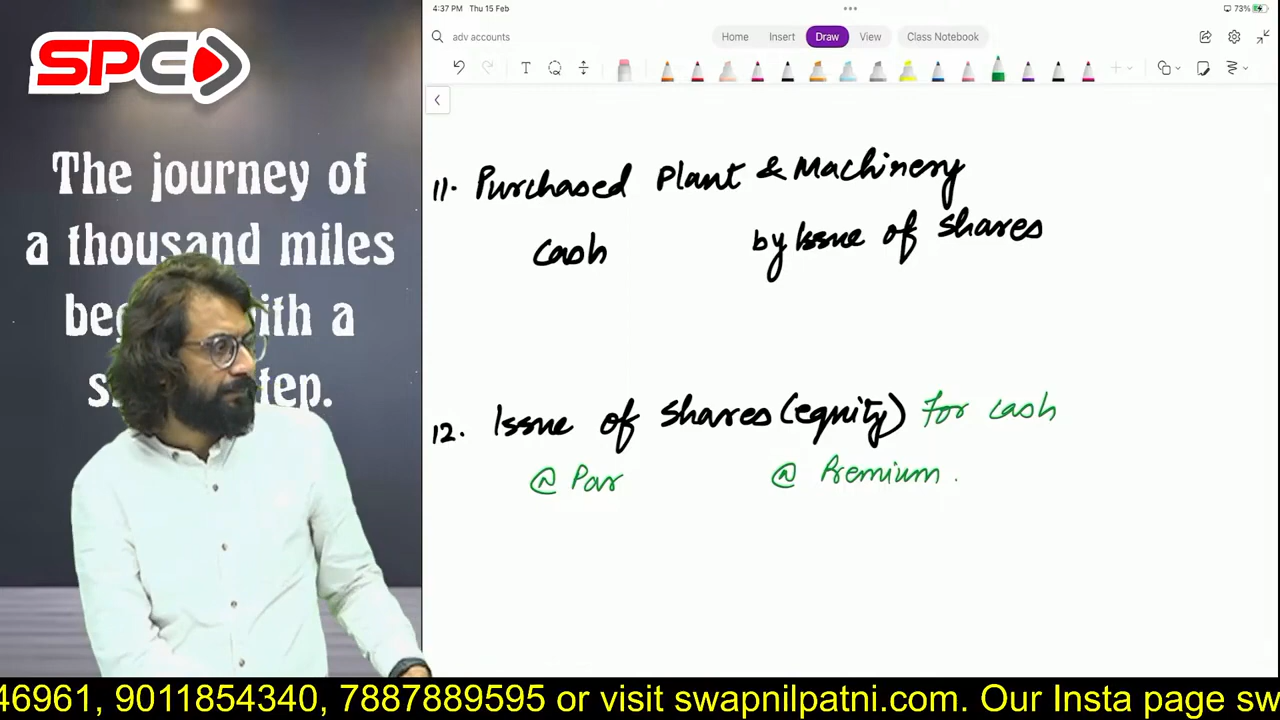 SPC
The journey of
a thousand miles
with a
tep.
4:37 PM Thu 15 Feb
73%
adv accounts
Home Insert Draw View Class Notebook
11. Purchased Plant & Machinery
cash by Issue of shares
12. Issue of shares (equity) for cash
@ Par @ Premium.
46961, 9011854340, 7887889595 or visit swapnilpatni.com. Our Insta page sw